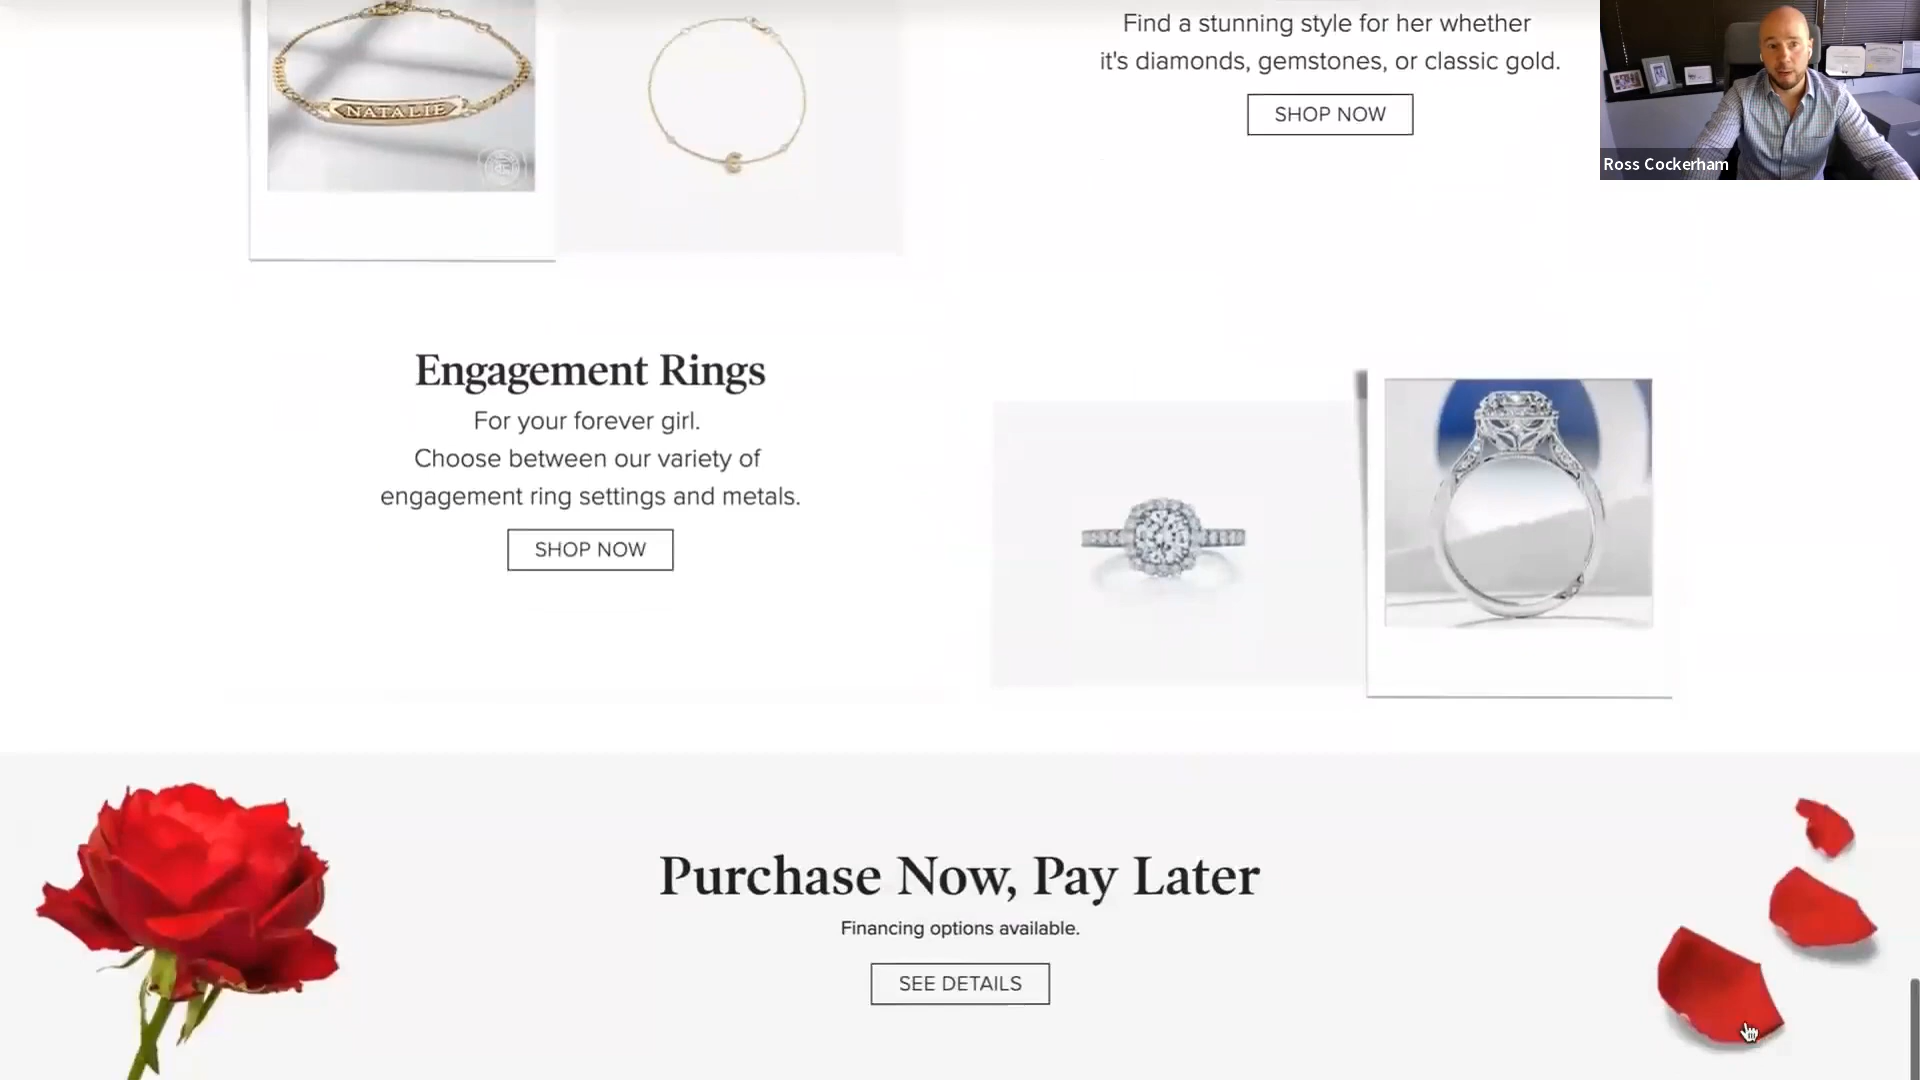 NATALIE
Find a stunning style for her whether
it's diamonds, gemstones, or classic gold.
SHOP NOW
Ross Cockerham
Engagement Rings
For your forever girl.
Choose between our variety of
engagement ring settings and metals.
SHOP NOW
Purchase Now, Pay Later
Financing options available.
SEE DETAILS